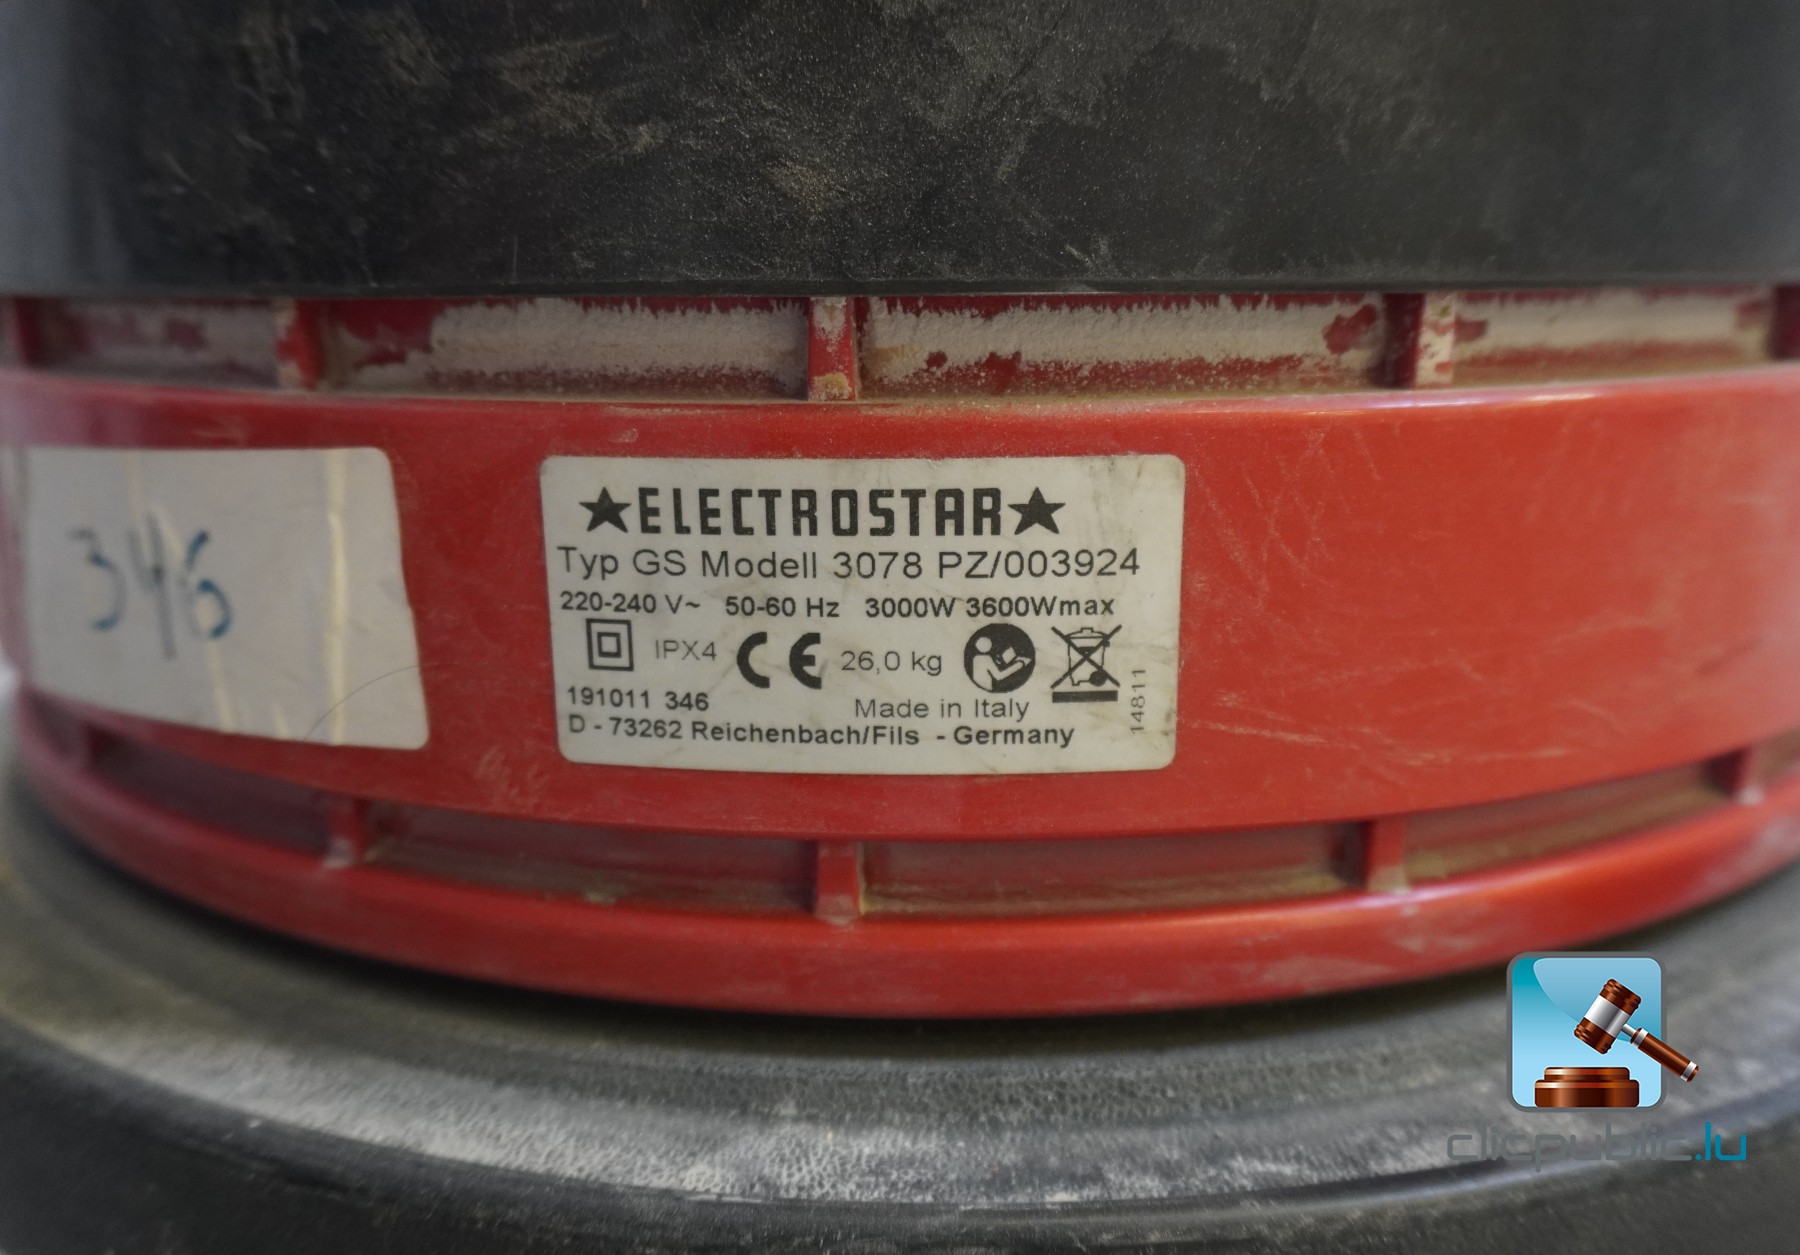 346
★ELECTROSTAR★
Typ GS Modell 3078 PZ/003924
220-240 V~ 50-60 Hz 3000W 3600Wmax
IPX4 CE 26,0 kg
191011 346
Made in Italy
D - 73262 Reichenbach/Fils - Germany
14811
clicpublic.lu